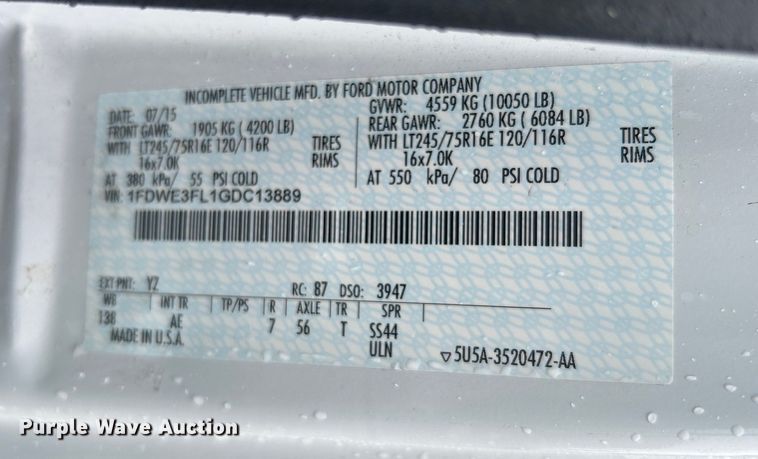 INCOMPLETE VEHICLE MFD. BY FORD MOTOR COMPANY
DATE: 07/15 GVWR: 4559 KG (10050 LB)
FRONT GAWR: 1905 KG (4200 LB) REAR GAWR: 2760 KG (6084 LB)
WITH LT245/75R16E 120/116R TIRES WITH LT245/75R16E 120/116R TIRES
16x7.0K RIMS 16x7.0K RIMS
AT 380 kPa/ 55 PSI COLD AT 550 kPa/ 80 PSI COLD
VIN: 1FDWE3FL1GDC13889
EXT PNT: YZ RC: 87 DSO: 3947
WB INT TR TP/PS R AXLE TR SPR
138 AE 7 56 T SS44
MADE IN U.S.A. ULN ▽5U5A-3520472-AA
Purple Wave Auction